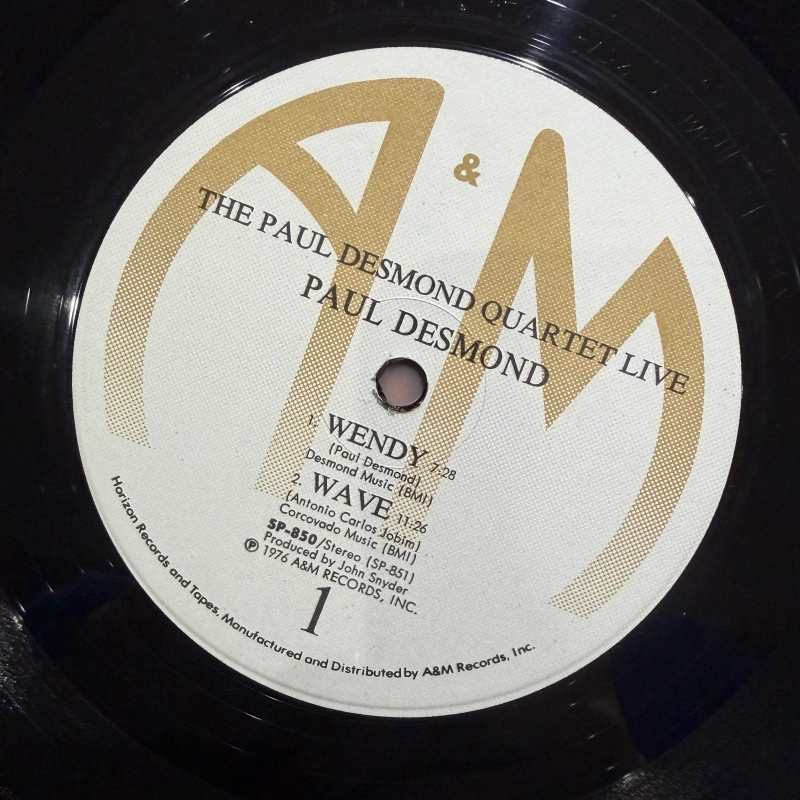 A & M
THE PAUL DESMOND QUARTET LIVE
PAUL DESMOND
1. WENDY 7:28
(Paul Desmond)
Desmond Music (BMI)
2. WAVE 11:26
(Antonio Carlos Jobim)
Corcovado Music (BMI)
SP-850/Stereo (SP-851)
Produced by John Snyder
℗ 1976 A&M RECORDS, INC.
1
Horizon Records and Tapes, Manufactured and Distributed by A&M Records, Inc.